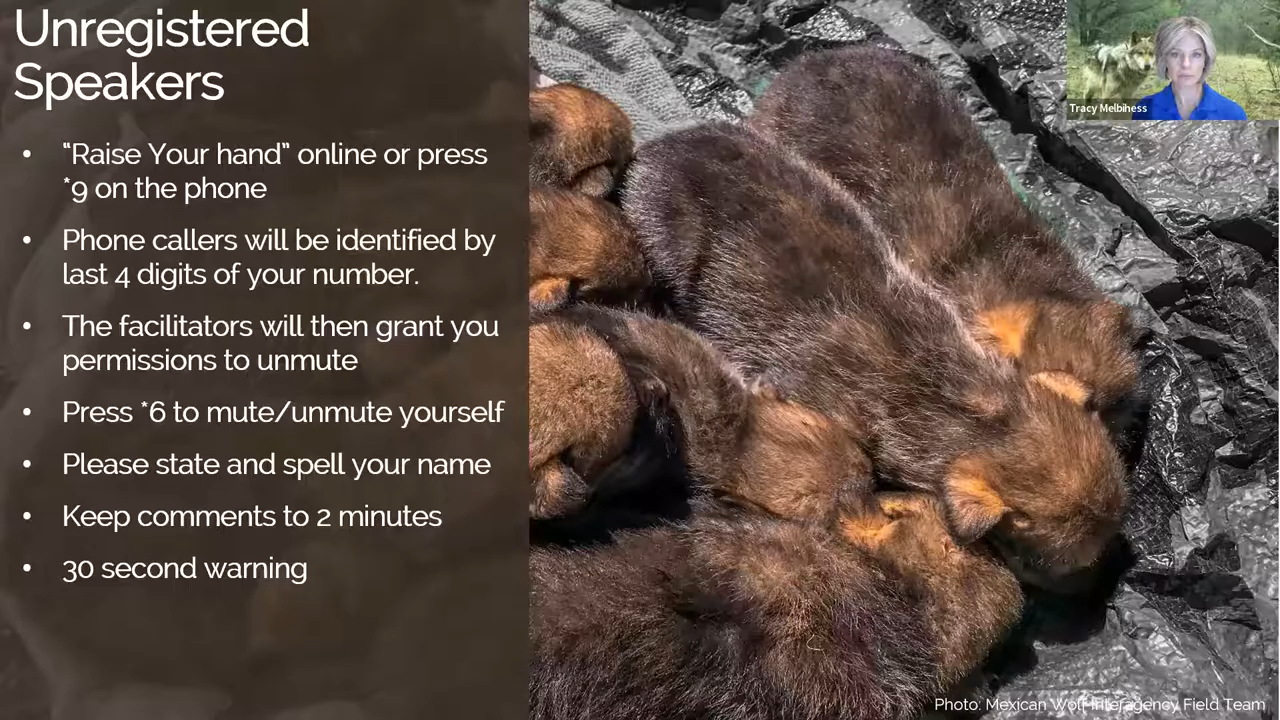 Unregistered
Speakers
• "Raise Your hand" online or press
*9 on the phone
• Phone callers will be identified by
last 4 digits of your number.
• The facilitators will then grant you
permissions to unmute
• Press *6 to mute/unmute yourself
• Please state and spell your name
• Keep comments to 2 minutes
• 30 second warning
Tracy Melbihess
Photo: Mexican Wolf Interagency Field Team